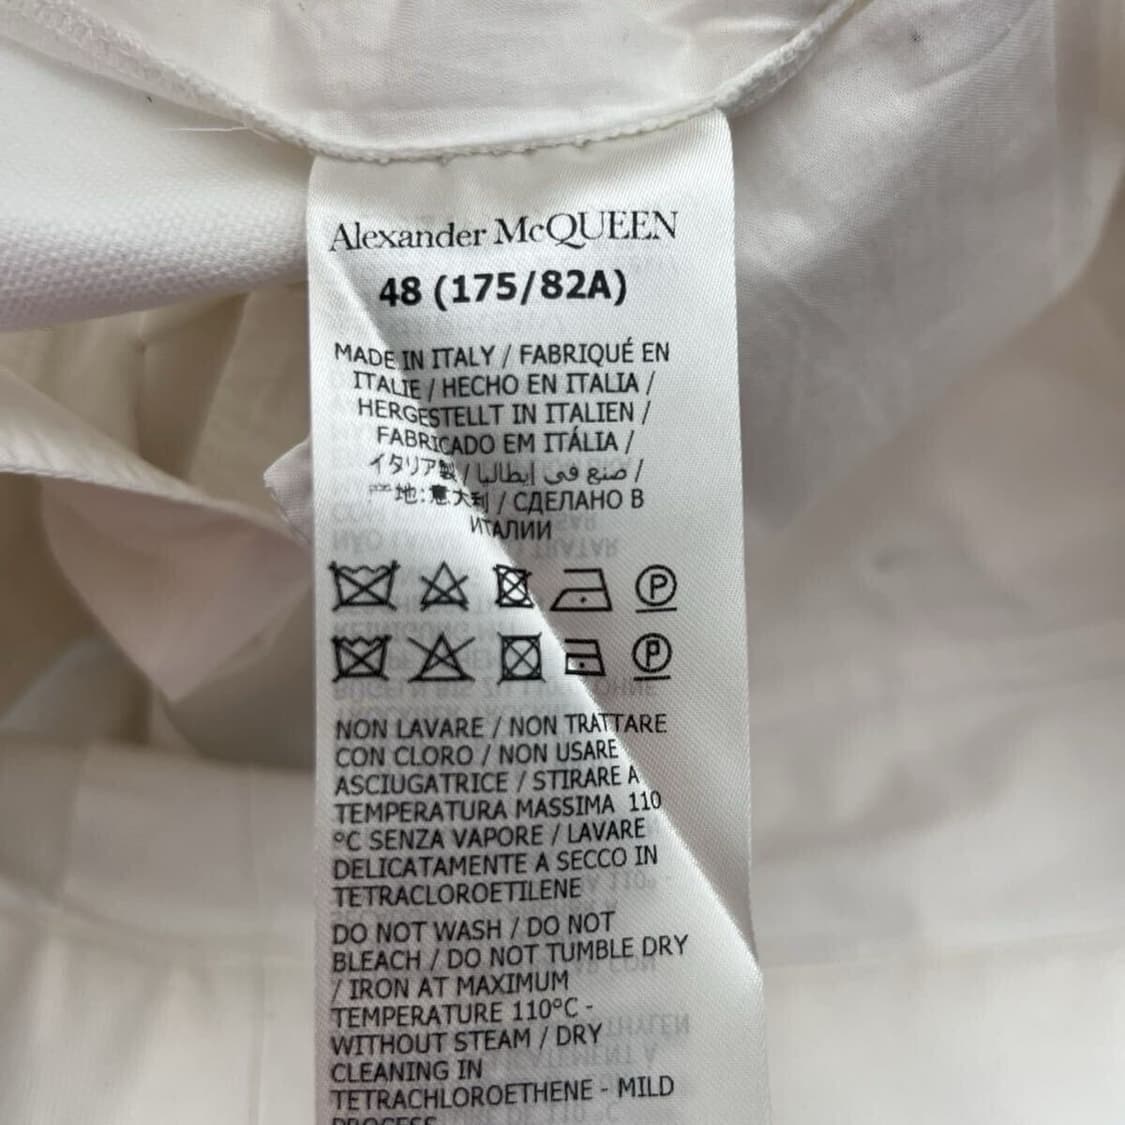 Alexander McQUEEN
48 (175/82A)
MADE IN ITALY / FABRIQUÉ EN
ITALIE / HECHO EN ITALIA /
HERGESTELLT IN ITALIEN /
FABRICADO EM ITÁLIA /
イタリア製 / صنع في إيطاليا /
产地:意大利 / СДЕЛАНО В
ИТАЛИИ
P
P
NON LAVARE / NON TRATTARE
CON CLORO / NON USARE
ASCIUGATRICE / STIRARE A
TEMPERATURA MASSIMA 110
°C SENZA VAPORE / LAVARE
DELICATAMENTE A SECCO IN
TETRACLOROETILENE
DO NOT WASH / DO NOT
BLEACH / DO NOT TUMBLE DRY
/ IRON AT MAXIMUM
TEMPERATURE 110°C -
WITHOUT STEAM / DRY
CLEANING IN
TETRACHLOROETHENE - MILD
PROCESS